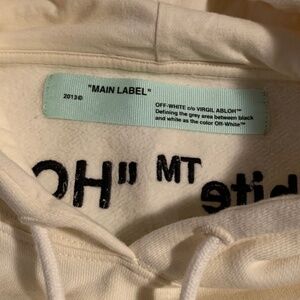 "MAIN LABEL"
2013©
OFF-WHITE c/o VIRGIL ABLOH™
Defining the grey area between black
and white as the color Off-White™
OH" MT